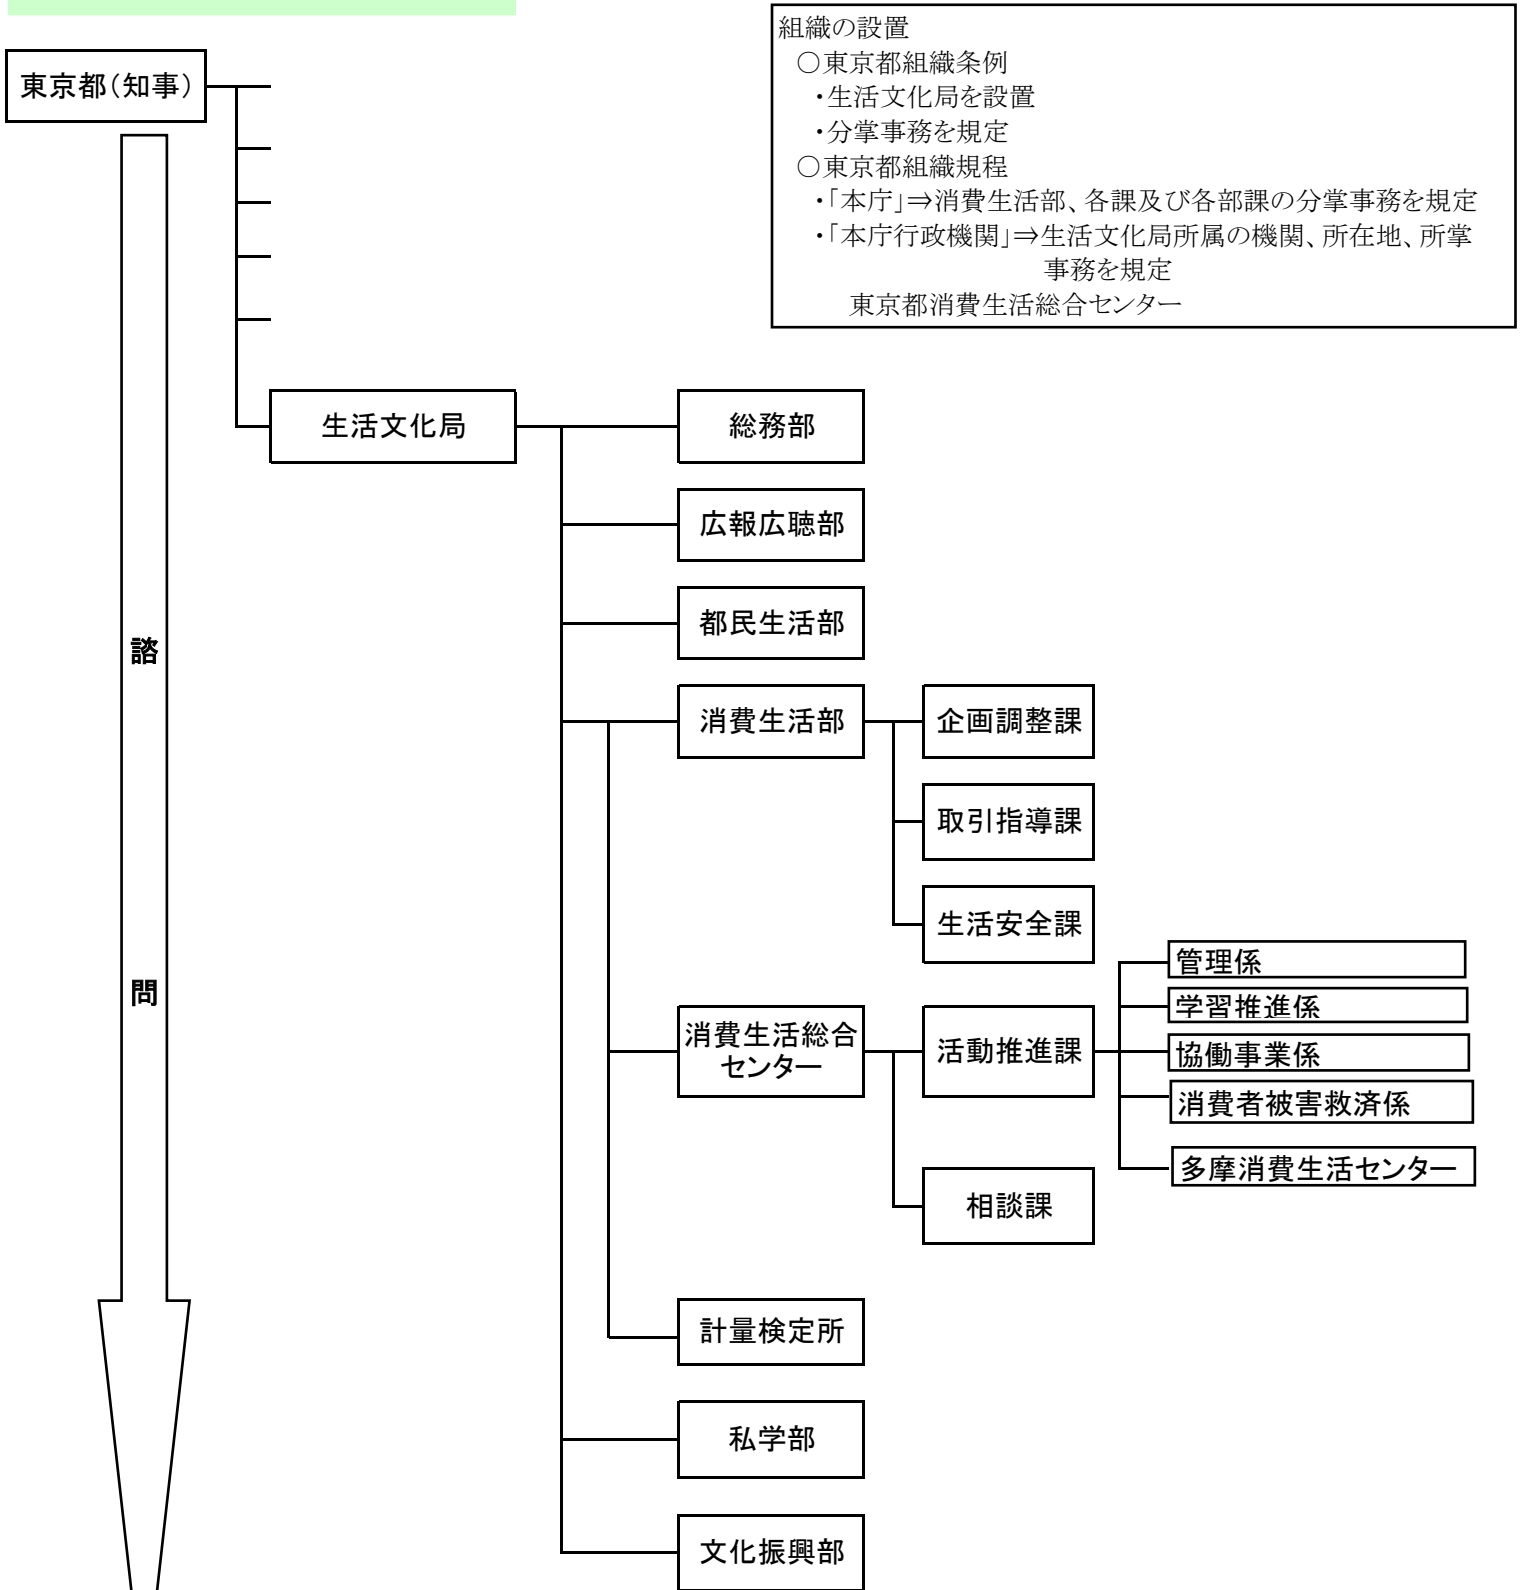 組織の設置
○東京都組織条例
・生活文化局を設置
・分掌事務を規定
○東京都組織規程
・「本庁」⇒消費生活部、各課及び各部課の分掌事務を規定
・「本庁行政機関」⇒生活文化局所属の機関、所在地、所掌
事務を規定
東京都消費生活総合センター
東京都(知事)
諮
問
生活文化局
総務部
広報広聴部
都民生活部
消費生活部
企画調整課
取引指導課
生活安全課
消費生活総合
センター
活動推進課
管理係
学習推進係
協働事業係
消費者被害救済係
多摩消費生活センター
相談課
計量検定所
私学部
文化振興部